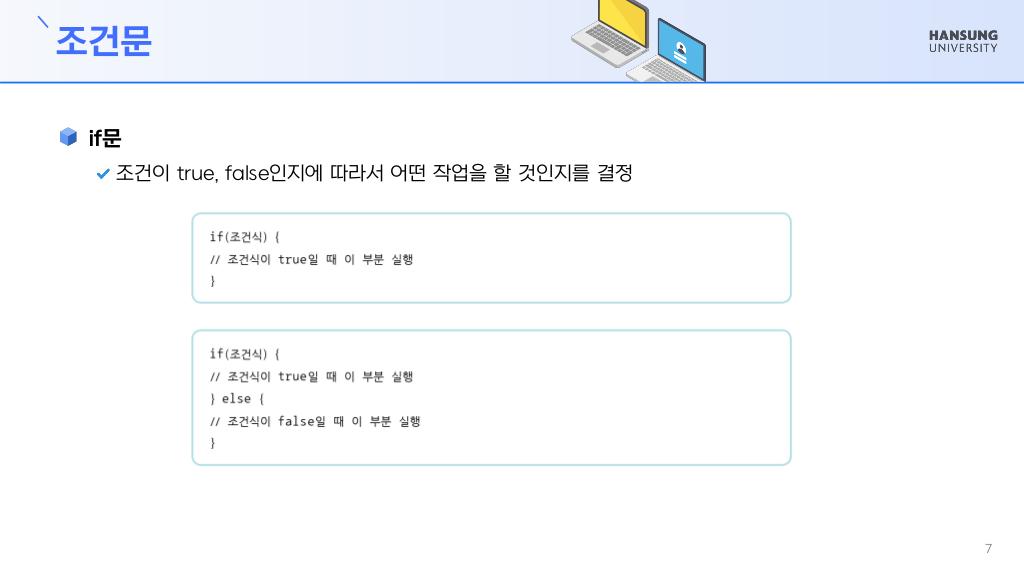 조건문
HANSUNG
UNIVERSITY
if문
조건이 true, false인지에 따라서 어떤 작업을 할 것인지를 결정
if(조건식) {
// 조건식이 true일 때 이 부분 실행
}
if(조건식) {
// 조건식이 true일 때 이 부분 실행
} else {
// 조건식이 false일 때 이 부분 실행
}
7